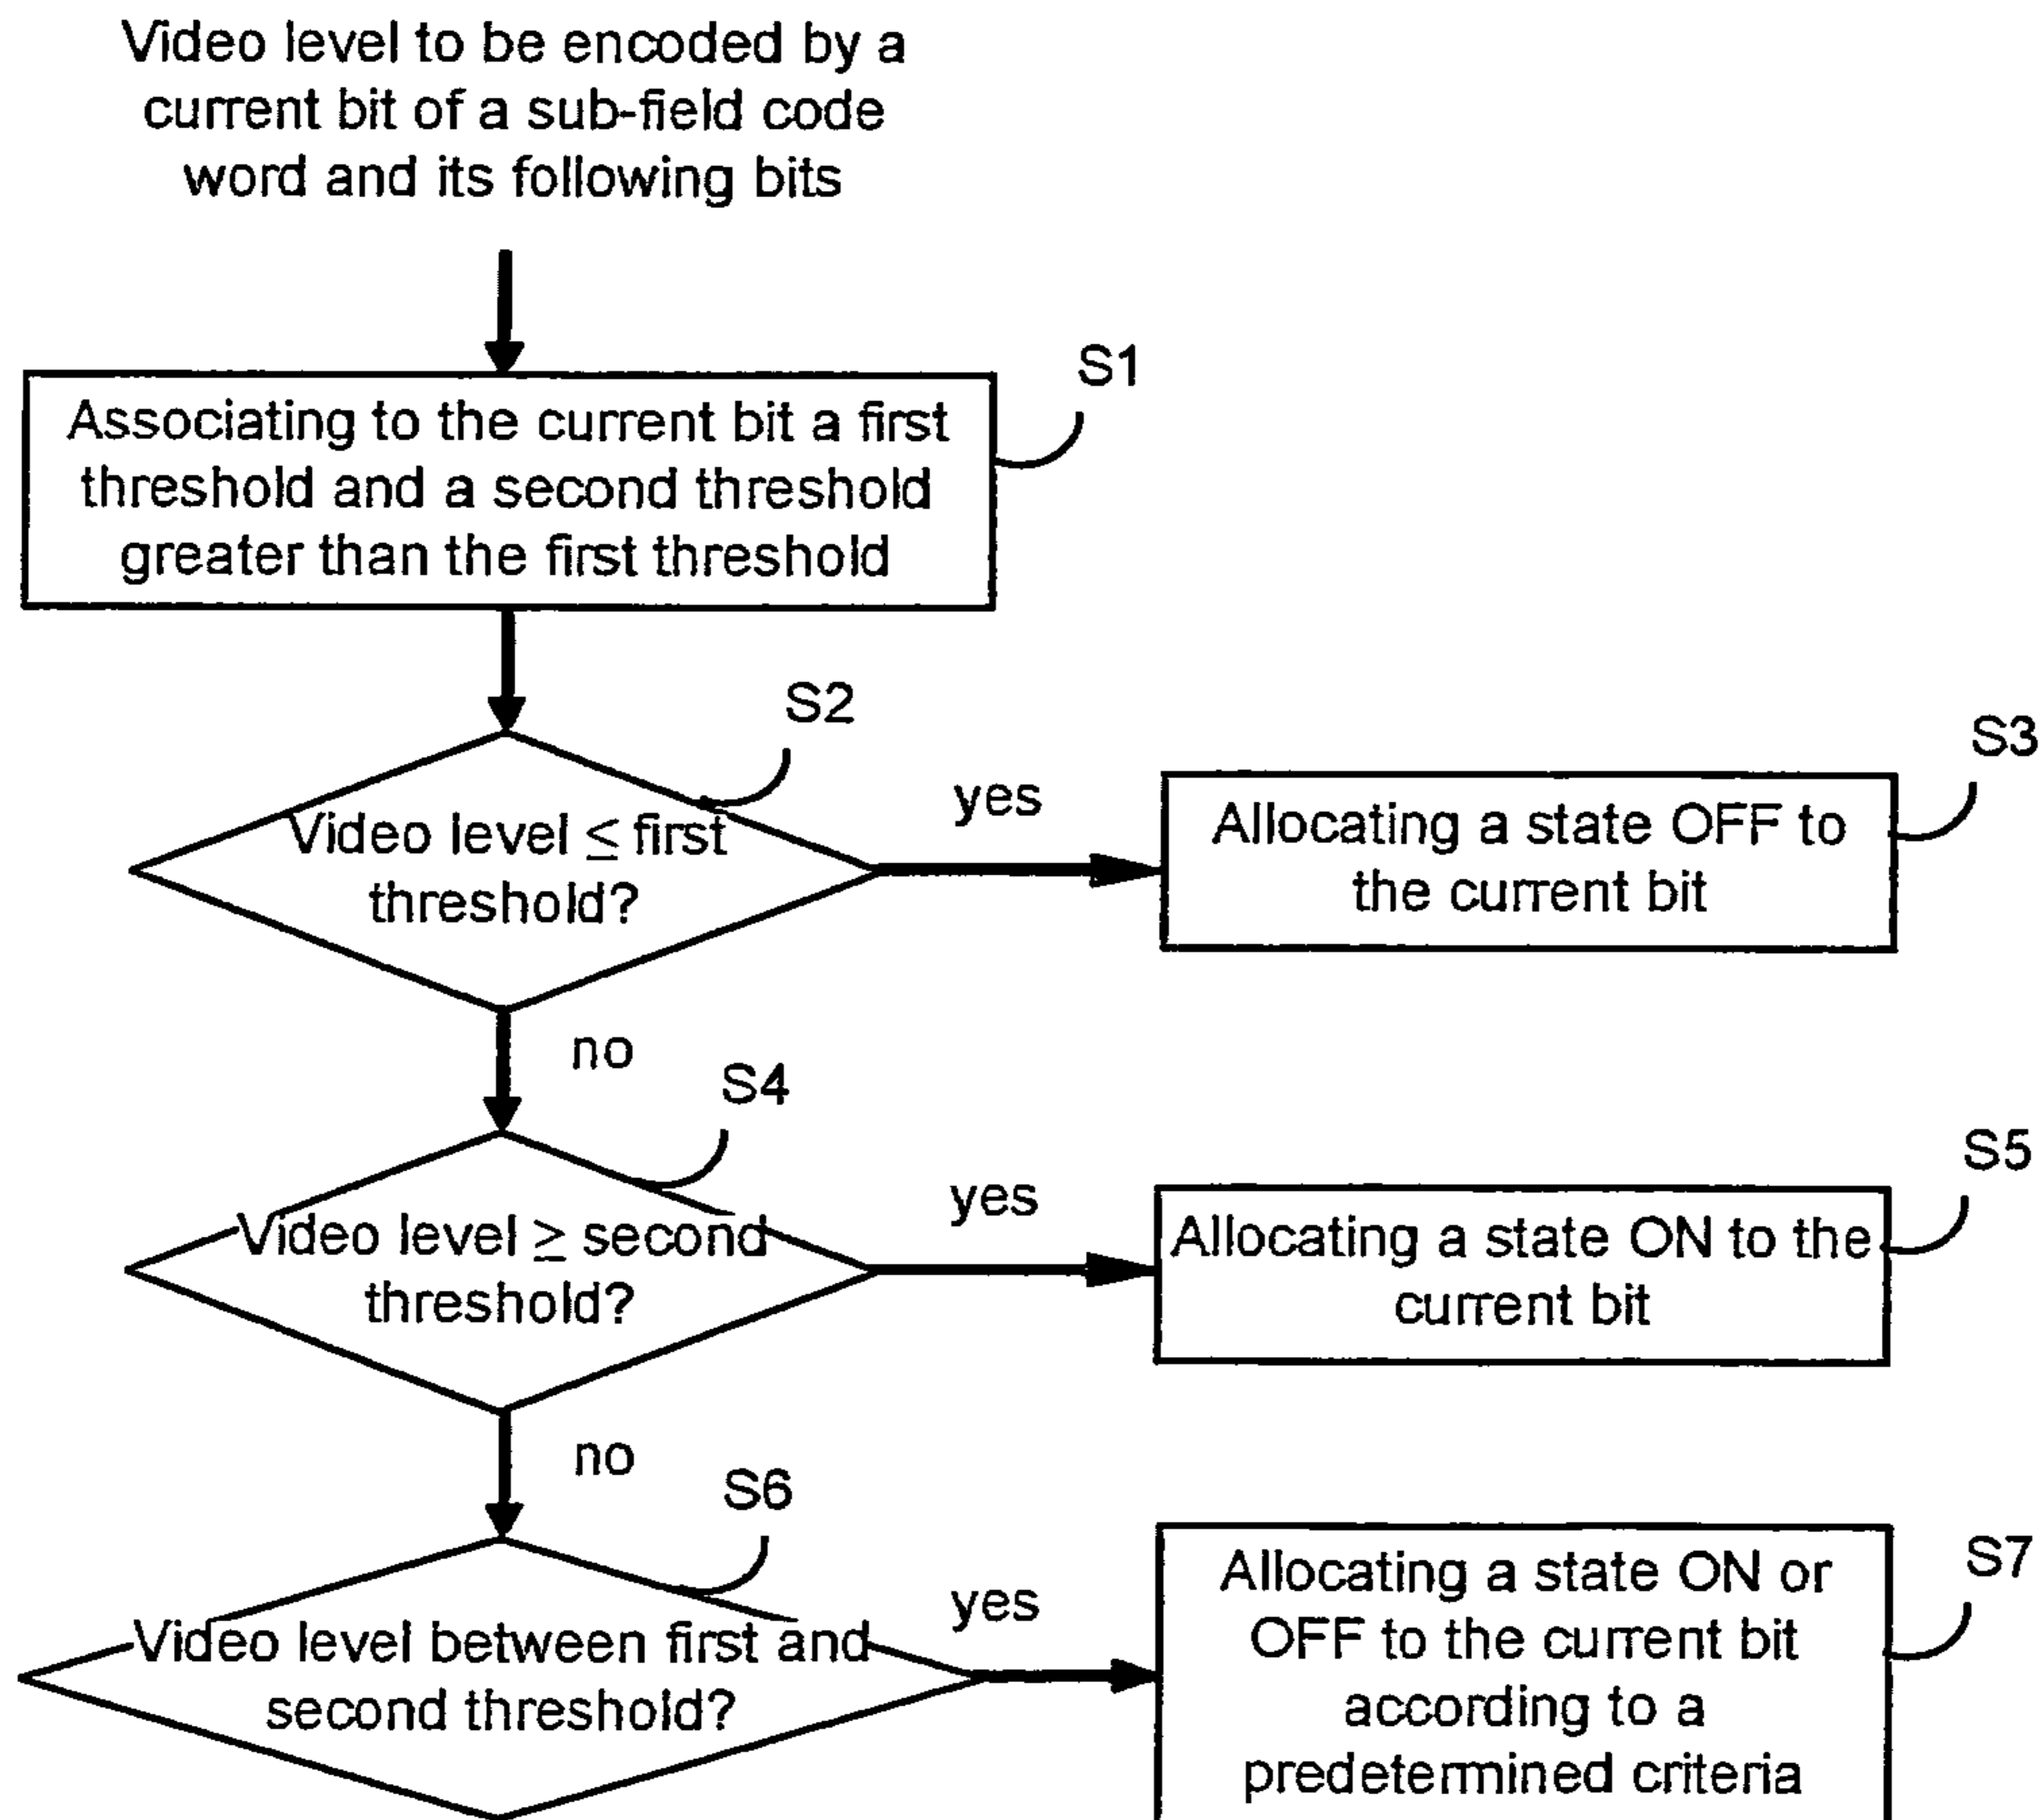 Video level to be encoded by a
current bit of a sub-field code
word and its following bits
S1
Associating to the current bit a first
threshold and a second threshold
greater than the first threshold
S2
Video level ≤ first
threshold?
yes
S3
Allocating a state OFF to
the current bit
no
S4
Video level ≥ second
threshold?
yes
S5
Allocating a state ON to the
current bit
no
S6
Video level between first and
second threshold?
yes
S7
Allocating a state ON or
OFF to the current bit
according to a
predetermined criteria